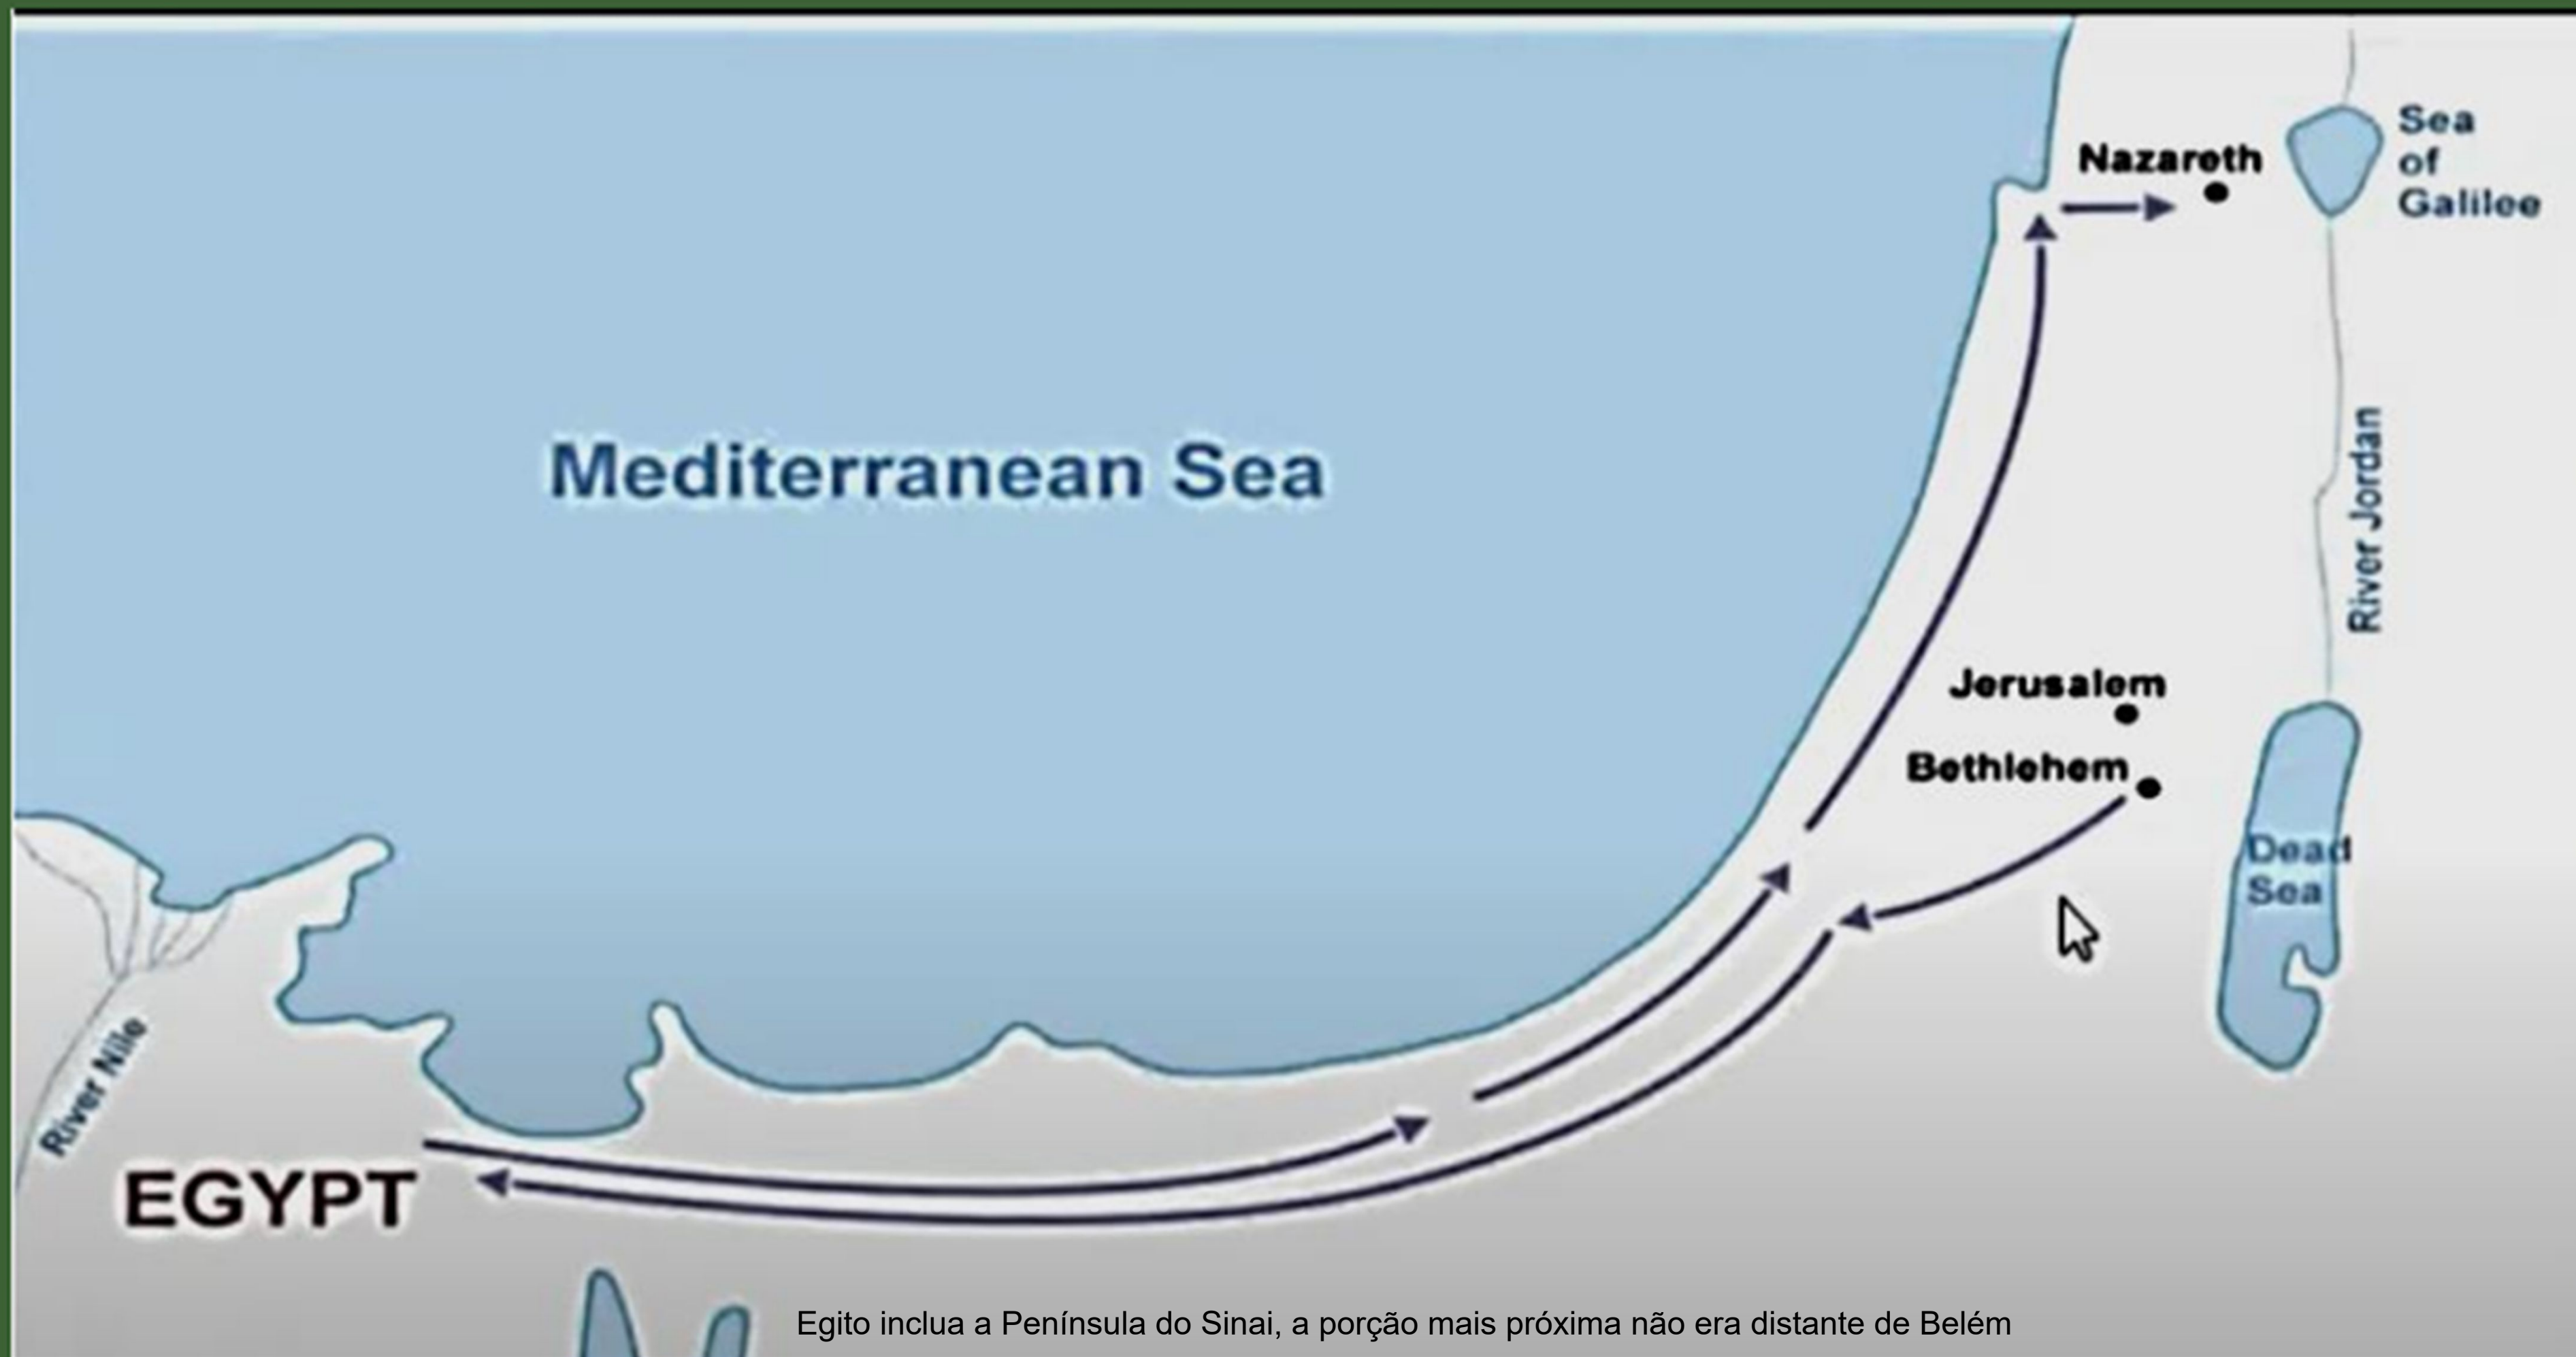 Sea
of
Galilee
Nazareth
Mediterranean Sea
River Jordan
Jerusalem
Bethlehem
Dead
Sea
River Nile
EGYPT
Egito inclua a Península do Sinai, a porção mais próxima não era distante de Belém